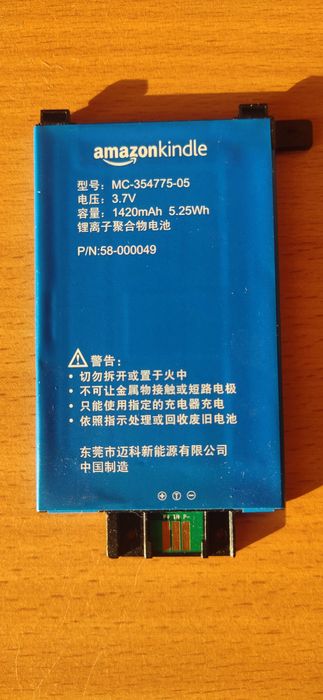 amazonkindle
型号：MC-354775-05
电压：3.7V
容量：1420mAh 5.25Wh
锂离子聚合物电池
P/N:58-000049
警告：
• 切勿拆开或置于火中
• 不可让金属物接触或短路电极
• 只能使用指定的充电器充电
• 依照指示处理或回收废旧电池
东莞市迈科新能源有限公司
中国制造
+ T −